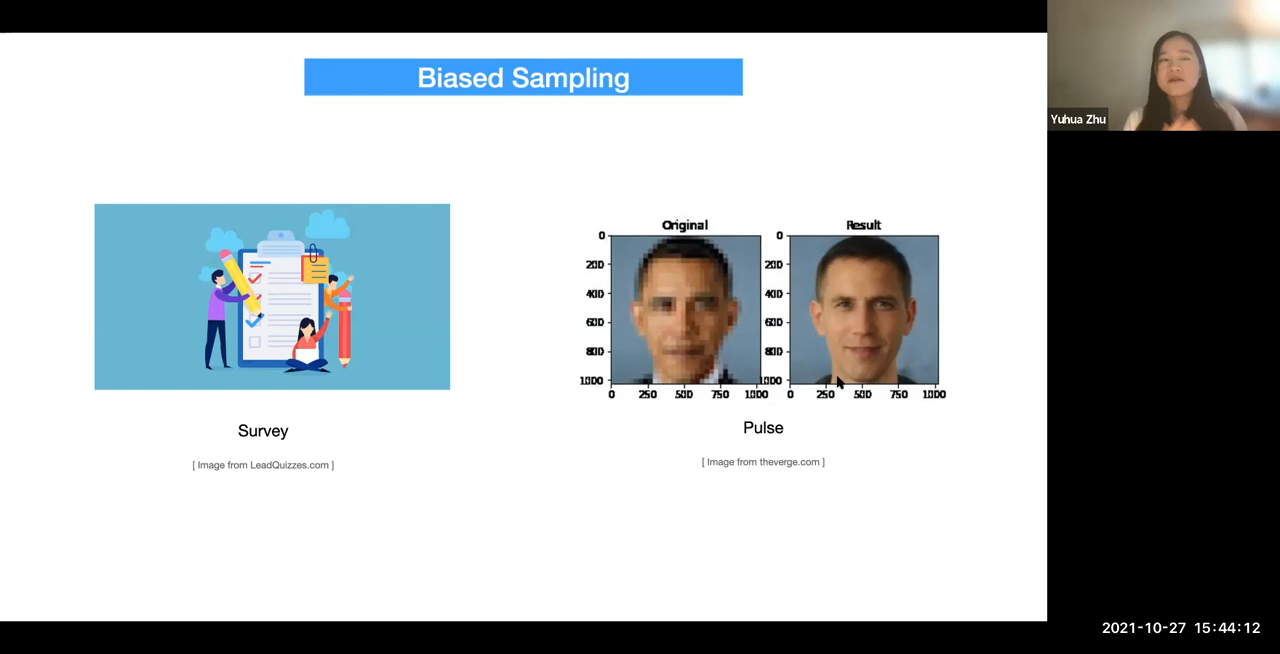 Biased Sampling
Yuhua Zhu
Original
Result
0
200
400
600
800
1000
0 250 500 750 1000
0
200
400
600
800
1000
0 250 500 750 1000
Survey
Pulse
[ Image from LeadQuizzes.com ]
[ Image from theverge.com ]
2021-10-27 15:44:12